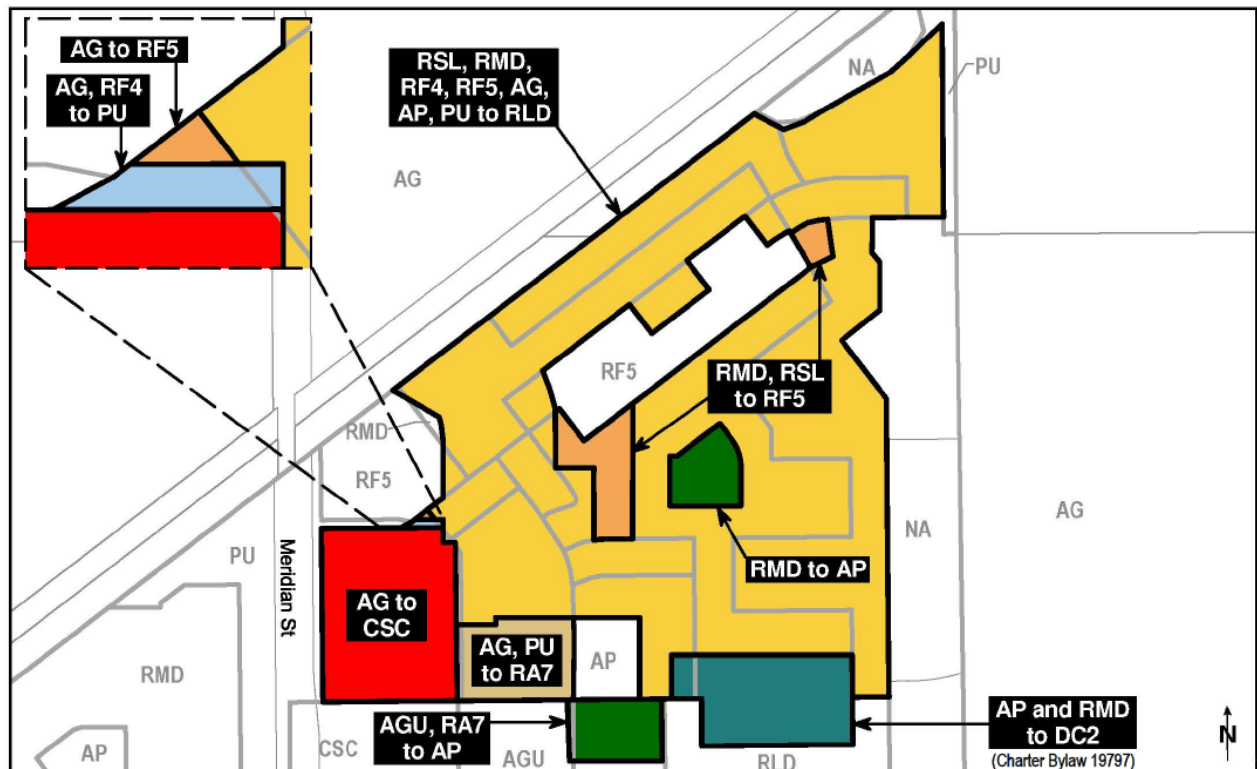 AG to RF5
AG, RF4
to PU
RSL, RMD,
RF4, RF5, AG,
AP, PU to RLD
NA
PU
AG
RF5
RMD, RSL
to RF5
RMD
RF5
NA
AG
PU
Meridian St
RMD to AP
AG to
CSC
AG, PU
to RA7
AP
RMD
AP
CSC
AGU, RA7
to AP
AGU
RLD
AP and RMD
to DC2
(Charter Bylaw 19797)
N